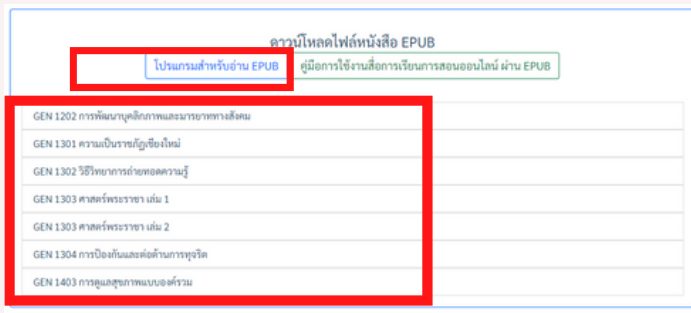 ดาวน์โหลดไฟล์หนังสือ EPUB
โปรแกรมสำหรับอ่าน EPUB คู่มือการใช้งานสื่อการเรียนการสอนออนไลน์ ผ่าน EPUB
GEN 1202 การพัฒนาบุคลิกภาพและมารยาททางสังคม
GEN 1301 ความเป็นราชภัฏเชียงใหม่
GEN 1302 วิธีวิทยาการถ่ายทอดความรู้
GEN 1303 ศาสตร์พระราชา เล่ม 1
GEN 1303 ศาสตร์พระราชา เล่ม 2
GEN 1304 การป้องกันและต่อต้านการทุจริต
GEN 1403 การดูแลสุขภาพแบบองค์รวม